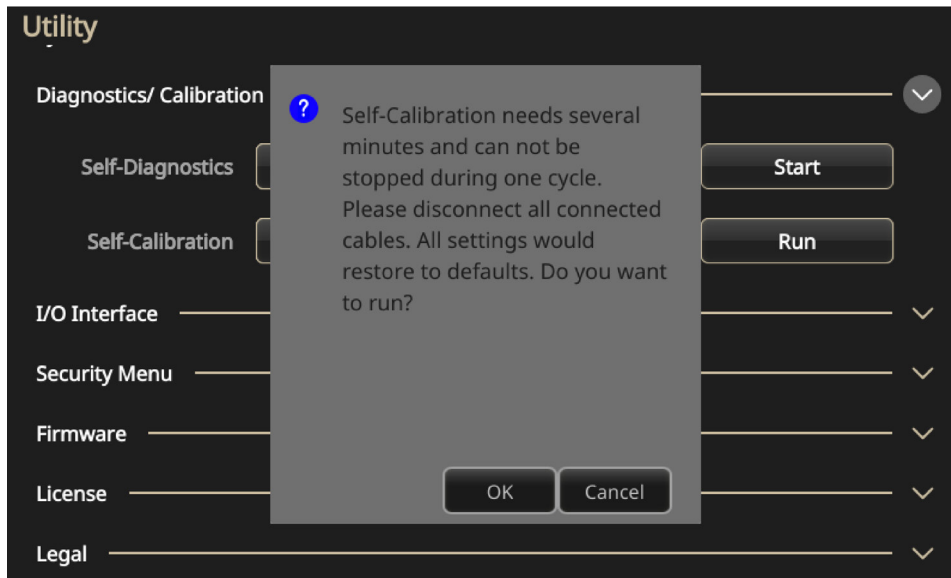 Utility
Diagnostics/ Calibration
?
Self-Calibration needs several
minutes and can not be
stopped during one cycle.
Please disconnect all connected
cables. All settings would
restore to defaults. Do you want
to run?
Self-Diagnostics
Start
Self-Calibration
Run
I/O Interface
Security Menu
Firmware
OK
Cancel
License
Legal